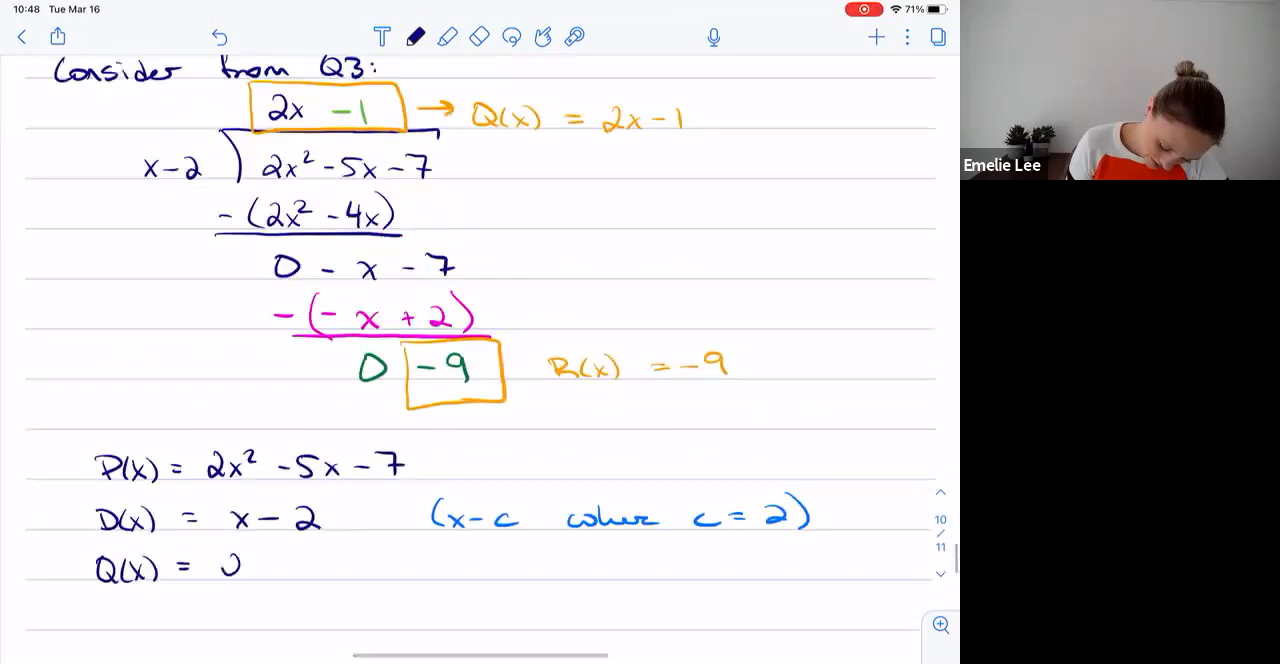 10:48 Tue Mar 16
71%
Consider from Q3:
2x - 1 → Q(x) = 2x - 1
x - 2 ) 2x² - 5x - 7
- (2x² - 4x)
0 - x - 7
- (- x + 2)
0 - 9 R(x) = - 9
P(x) = 2x² - 5x - 7
D(x) = x - 2 (x - c where c = 2)
Q(x) =
10
/
11
Emelie Lee